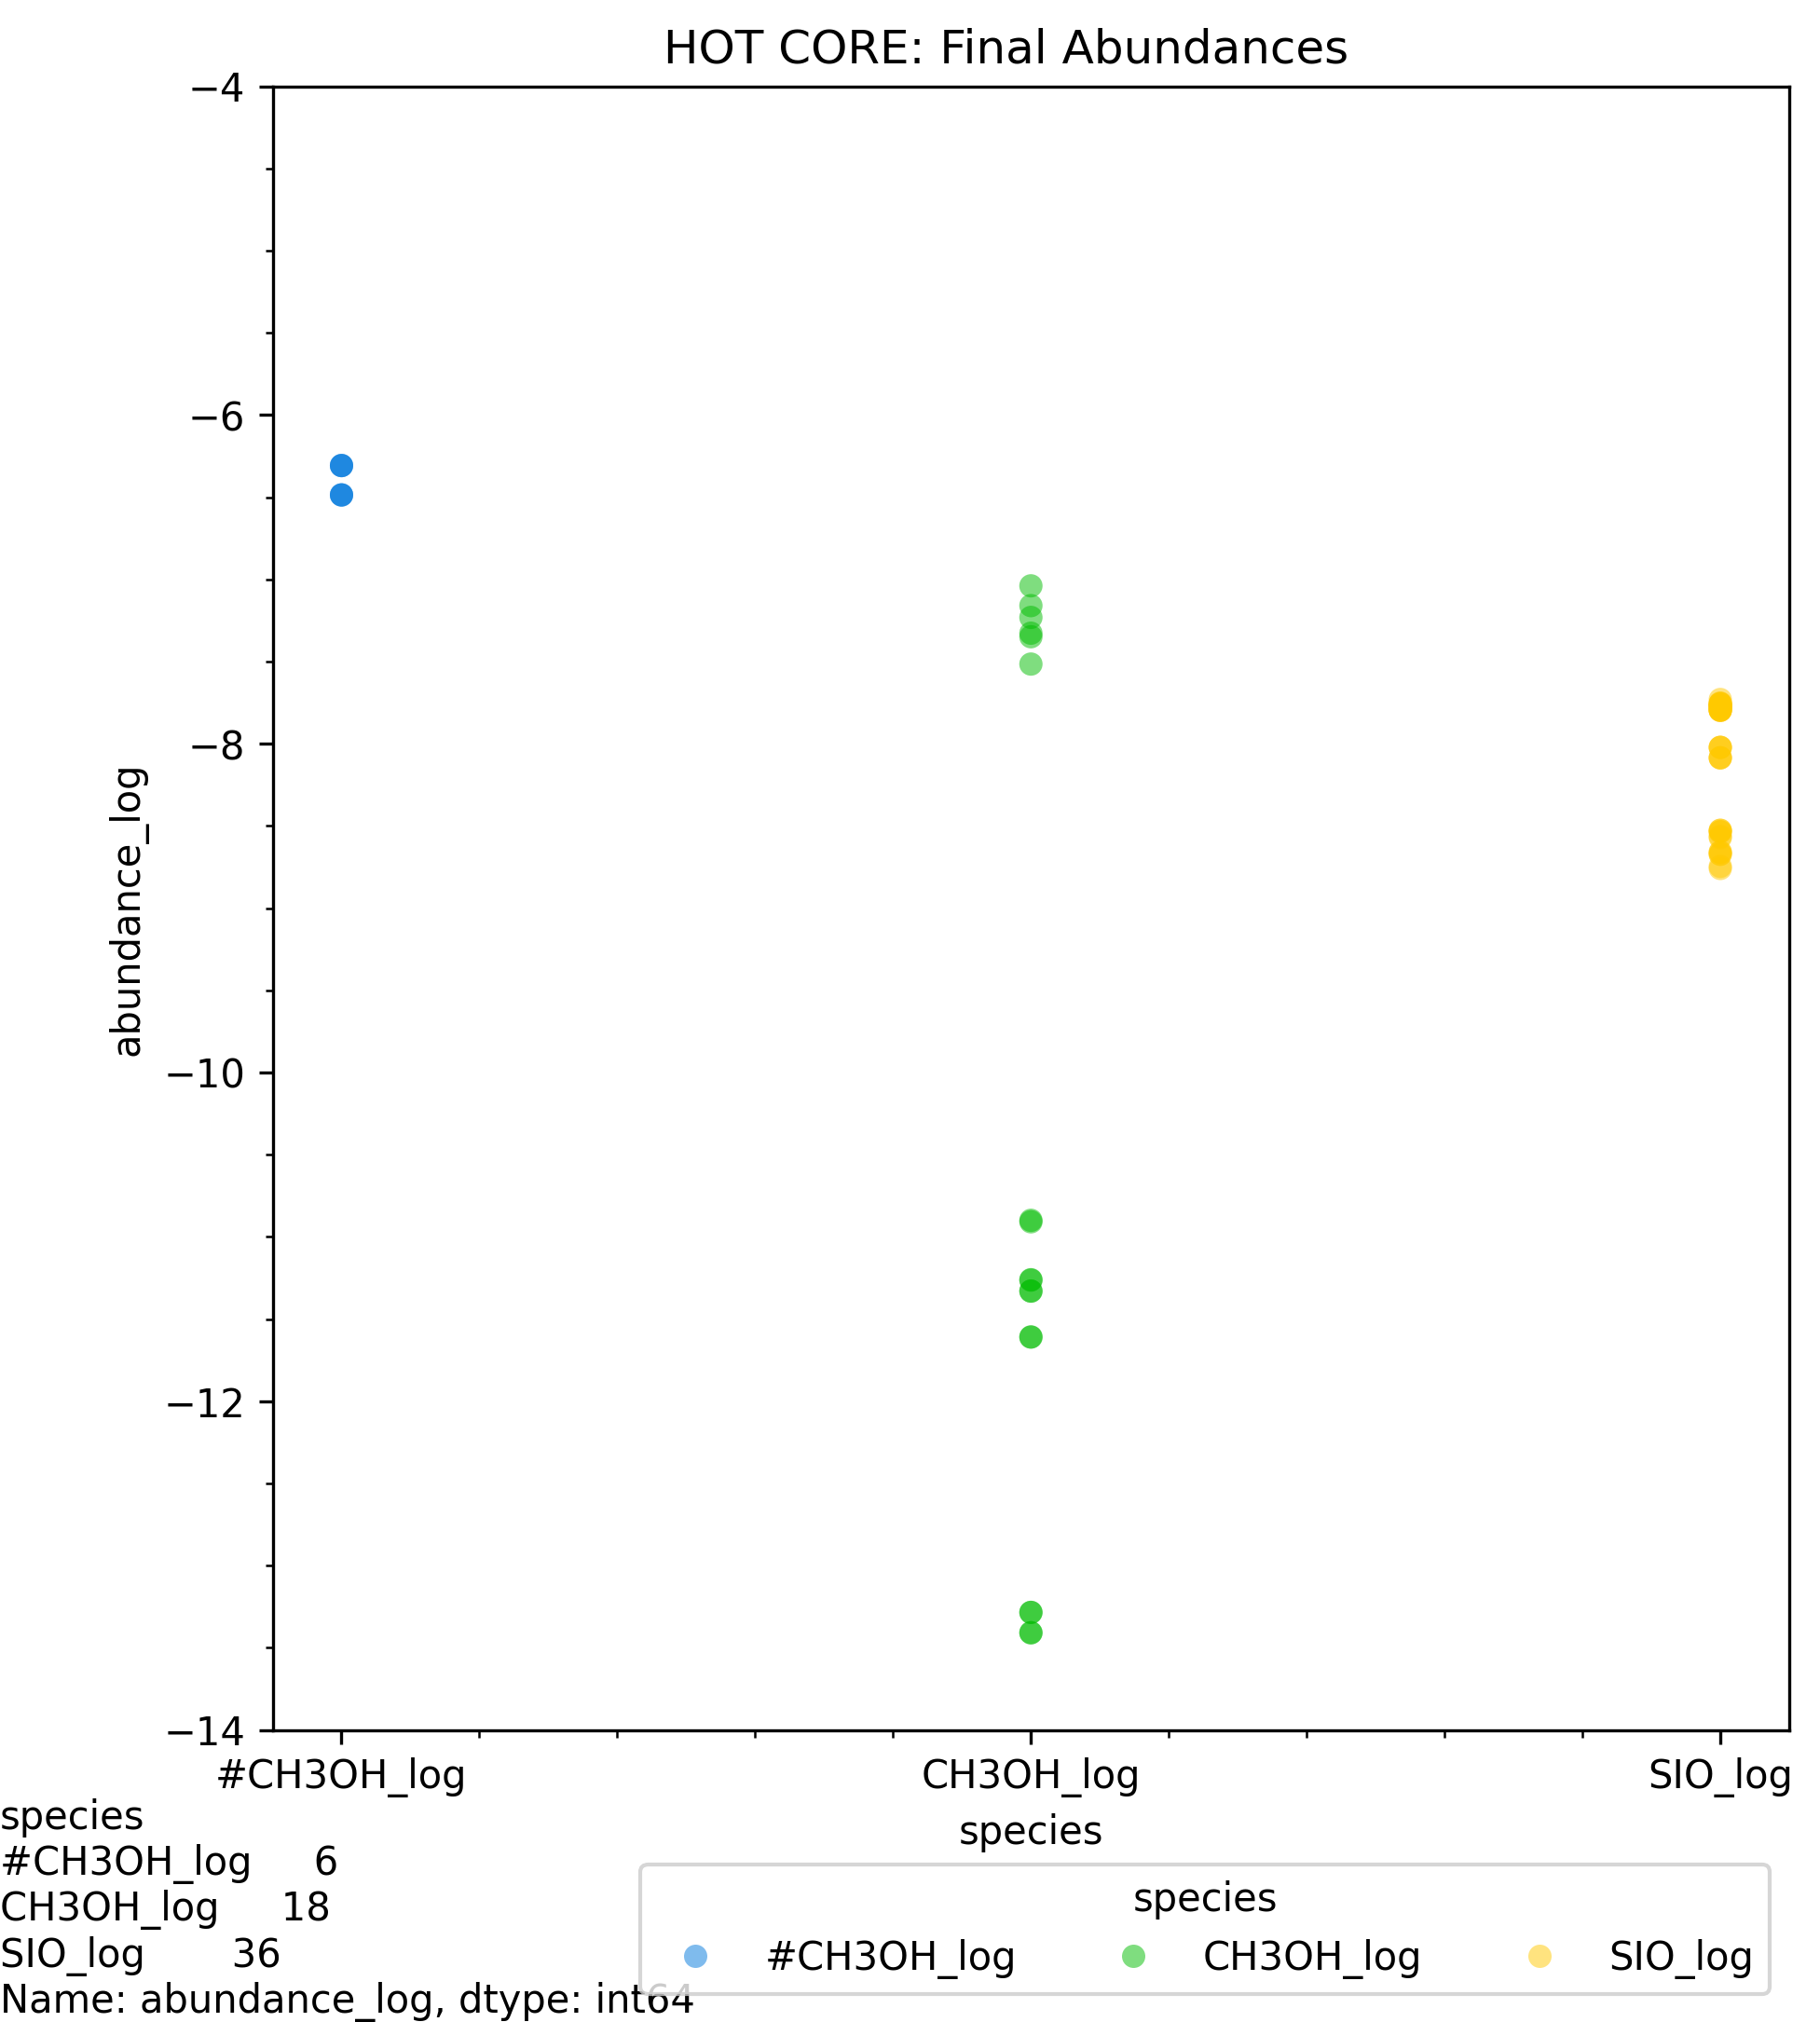 HOT CORE: Final Abundances
−4
−6
−8
−10
−12
−14
abundance_log
#CH3OH_log CH3OH_log SIO_log
species
species
#CH3OH_log 6
CH3OH_log 18
SIO_log 36
Name: abundance_log, dtype: int64
species
#CH3OH_log CH3OH_log SIO_log